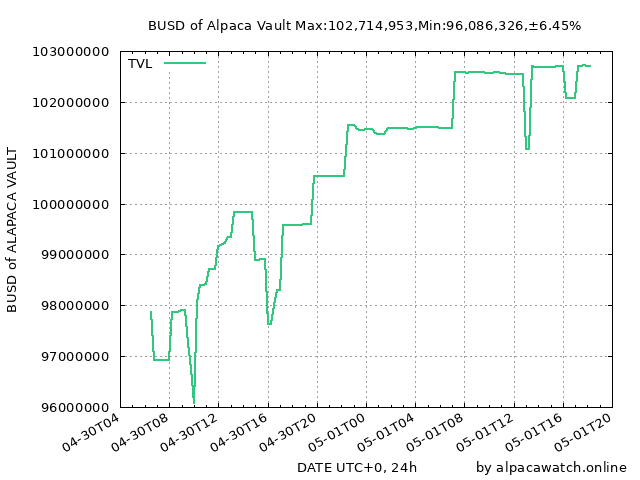 BUSD of Alpaca Vault Max:102,714,953,Min:96,086,326,±6.45%
TVL
103000000
102000000
101000000
100000000
99000000
98000000
97000000
96000000
BUSD of ALAPACA VAULT
04-30T04
04-30T08
04-30T12
04-30T16
04-30T20
05-01T00
05-01T04
05-01T08
05-01T12
05-01T16
05-01T20
DATE UTC+0, 24h
by alpacawatch.online